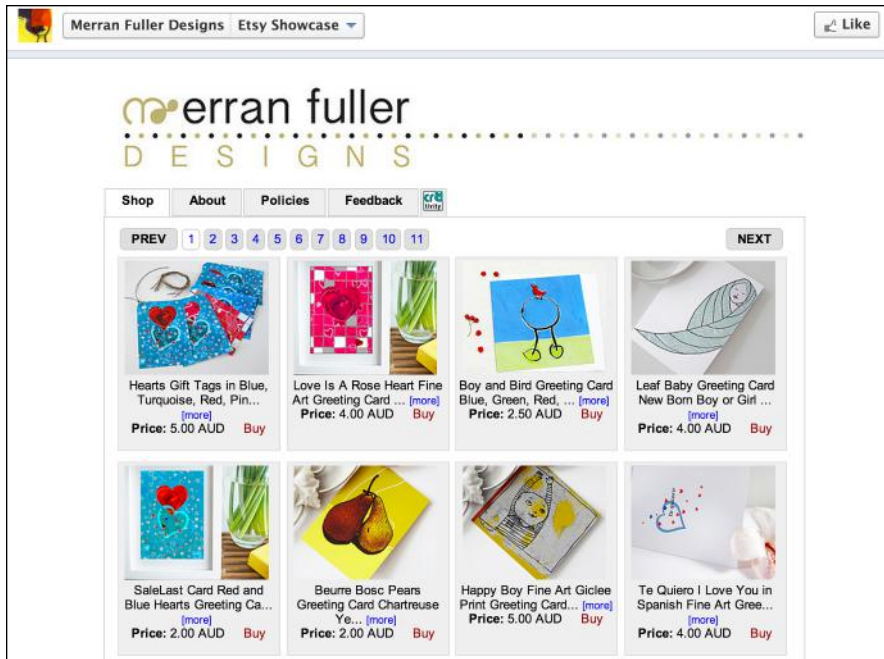 Merran Fuller Designs Etsy Showcase
Like
merran fuller
DESIGNS
Shop About Policies Feedback
PREV 1 2 3 4 5 6 7 8 9 10 11 NEXT
Hearts Gift Tags in Blue,
Turquoise, Red, Pin...
[more]
Price: 5.00 AUD Buy
Love Is A Rose Heart Fine
Art Greeting Card ... [more]
Price: 4.00 AUD Buy
Boy and Bird Greeting Card
Blue, Green, Red, ... [more]
Price: 2.50 AUD Buy
Leaf Baby Greeting Card
New Born Boy or Girl ...
[more]
Price: 4.00 AUD Buy
SaleLast Card Red and
Blue Hearts Greeting Ca...
[more]
Price: 2.00 AUD Buy
Beurre Bosc Pears
Greeting Card Chartreuse
Ye... [more]
Price: 2.00 AUD Buy
Happy Boy Fine Art Giclee
Print Greeting Card... [more]
Price: 5.00 AUD Buy
Te Quiero I Love You in
Spanish Fine Art Gree...
[more]
Price: 4.00 AUD Buy